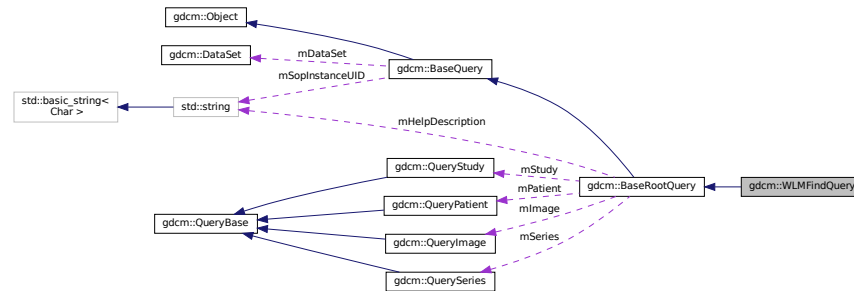 gdcm::Object
gdcm::DataSet
mDataSet
gdcm::BaseQuery
mSopInstanceUID
std::basic_string<
Char >
std::string
mHelpDescription
gdcm::QueryStudy
mStudy
gdcm::BaseRootQuery
gdcm::WLMFindQuery
mPatient
gdcm::QueryPatient
mImage
gdcm::QueryBase
mSeries
gdcm::QueryImage
gdcm::QuerySeries